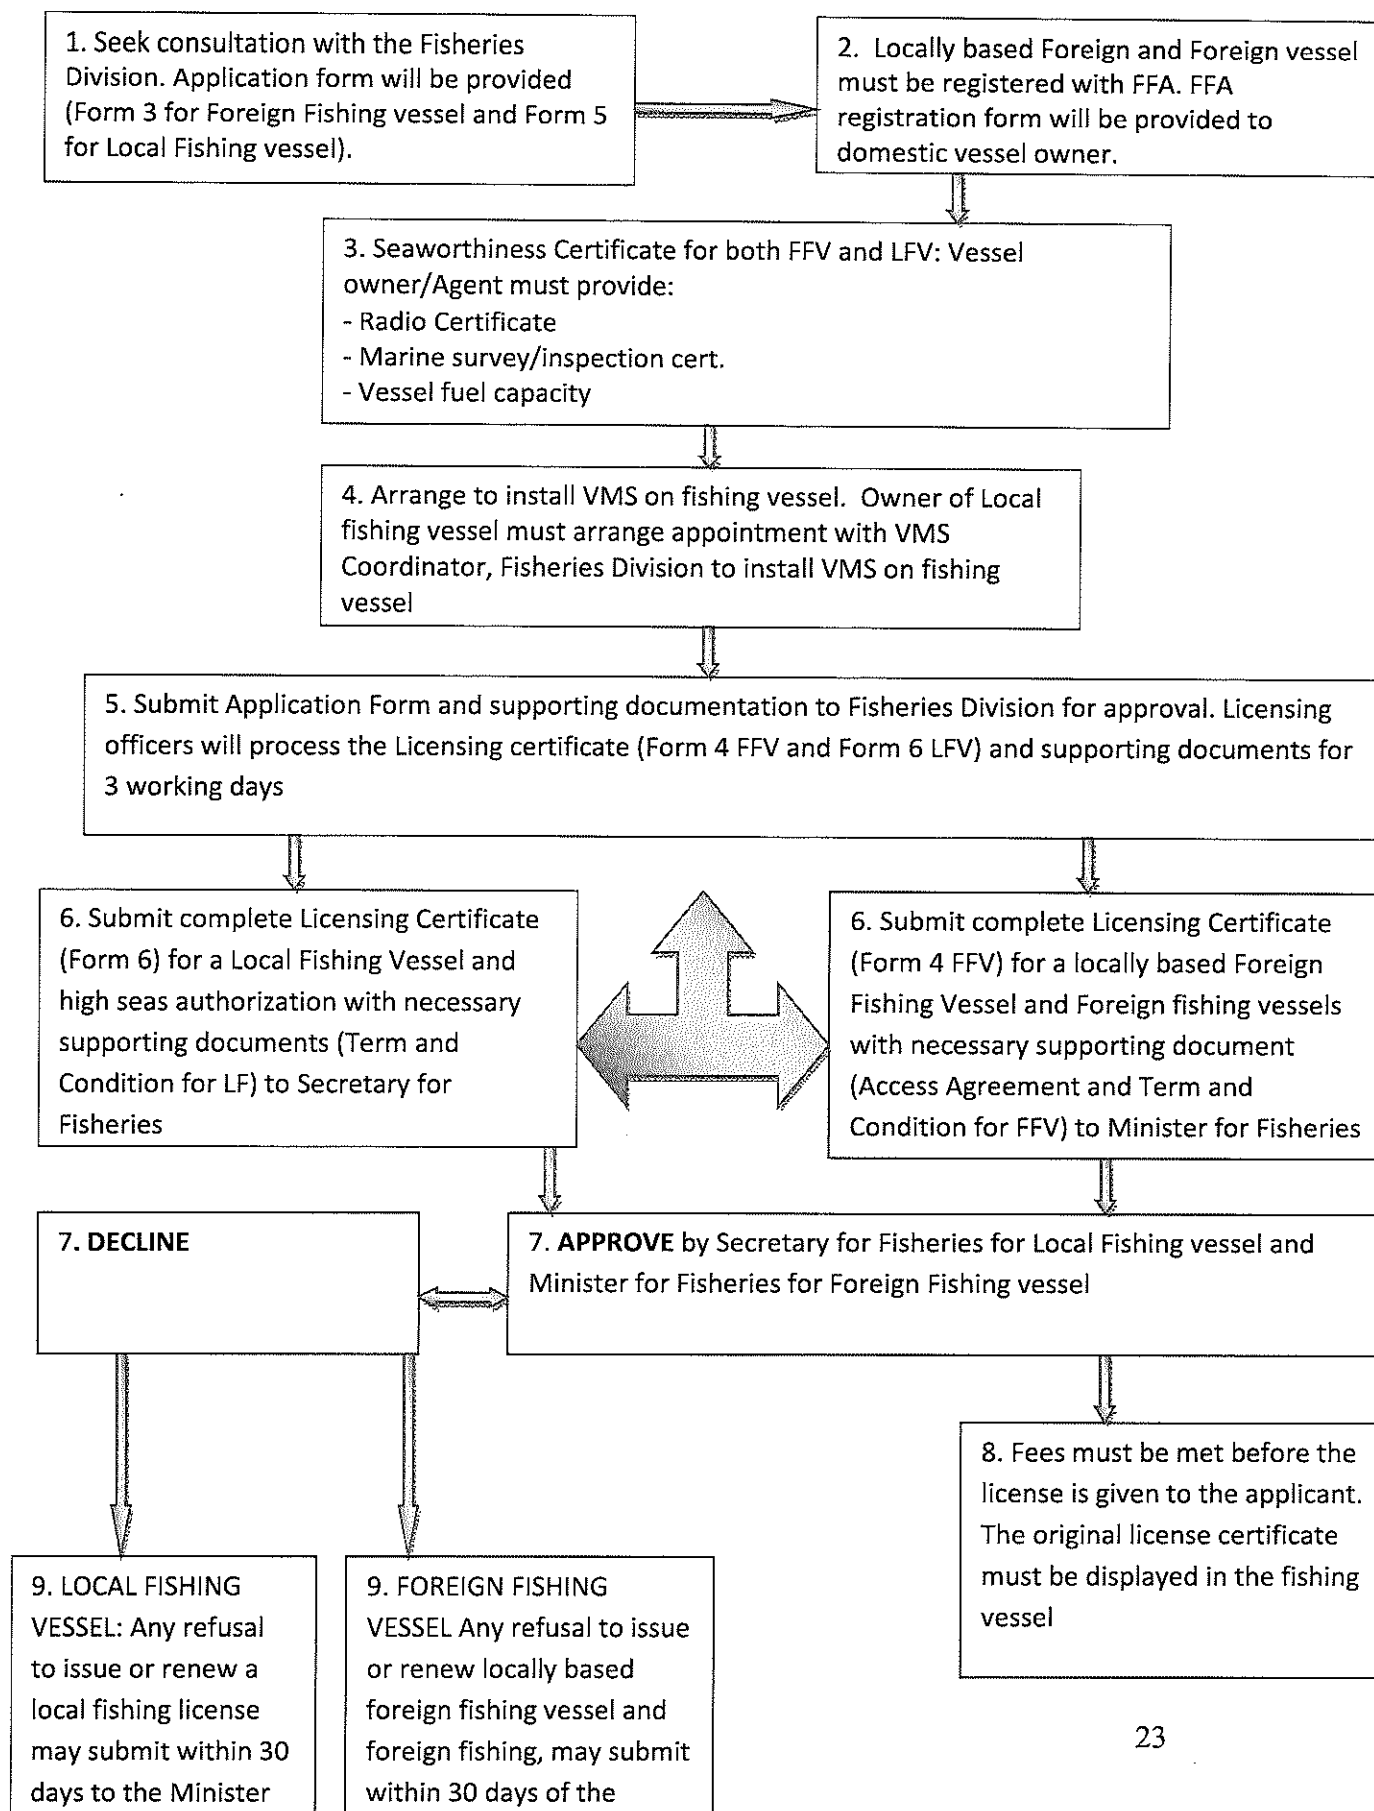 1. Seek consultation with the Fisheries
Division. Application form will be provided
(Form 3 for Foreign Fishing vessel and Form 5
for Local Fishing vessel).
2. Locally based Foreign and Foreign vessel
must be registered with FFA. FFA
registration form will be provided to
domestic vessel owner.
3. Seaworthiness Certificate for both FFV and LFV: Vessel
owner/Agent must provide:
- Radio Certificate
- Marine survey/inspection cert.
- Vessel fuel capacity
4. Arrange to install VMS on fishing vessel. Owner of Local
fishing vessel must arrange appointment with VMS
Coordinator, Fisheries Division to install VMS on fishing
vessel
5. Submit Application Form and supporting documentation to Fisheries Division for approval. Licensing
officers will process the Licensing certificate (Form 4 FFV and Form 6 LFV) and supporting documents for
3 working days
6. Submit complete Licensing Certificate
(Form 6) for a Local Fishing Vessel and
high seas authorization with necessary
supporting documents (Term and
Condition for LF) to Secretary for
Fisheries
6. Submit complete Licensing Certificate
(Form 4 FFV) for a locally based Foreign
Fishing Vessel and Foreign fishing vessels
with necessary supporting document
(Access Agreement and Term and
Condition for FFV) to Minister for Fisheries
7. DECLINE
7. APPROVE by Secretary for Fisheries for Local Fishing vessel and
Minister for Fisheries for Foreign Fishing vessel
8. Fees must be met before the
license is given to the applicant.
The original license certificate
must be displayed in the fishing
vessel
9. LOCAL FISHING
VESSEL: Any refusal
to issue or renew a
local fishing license
may submit within 30
days to the Minister
9. FOREIGN FISHING
VESSEL Any refusal to issue
or renew locally based
foreign fishing vessel and
foreign fishing, may submit
within 30 days of the
23